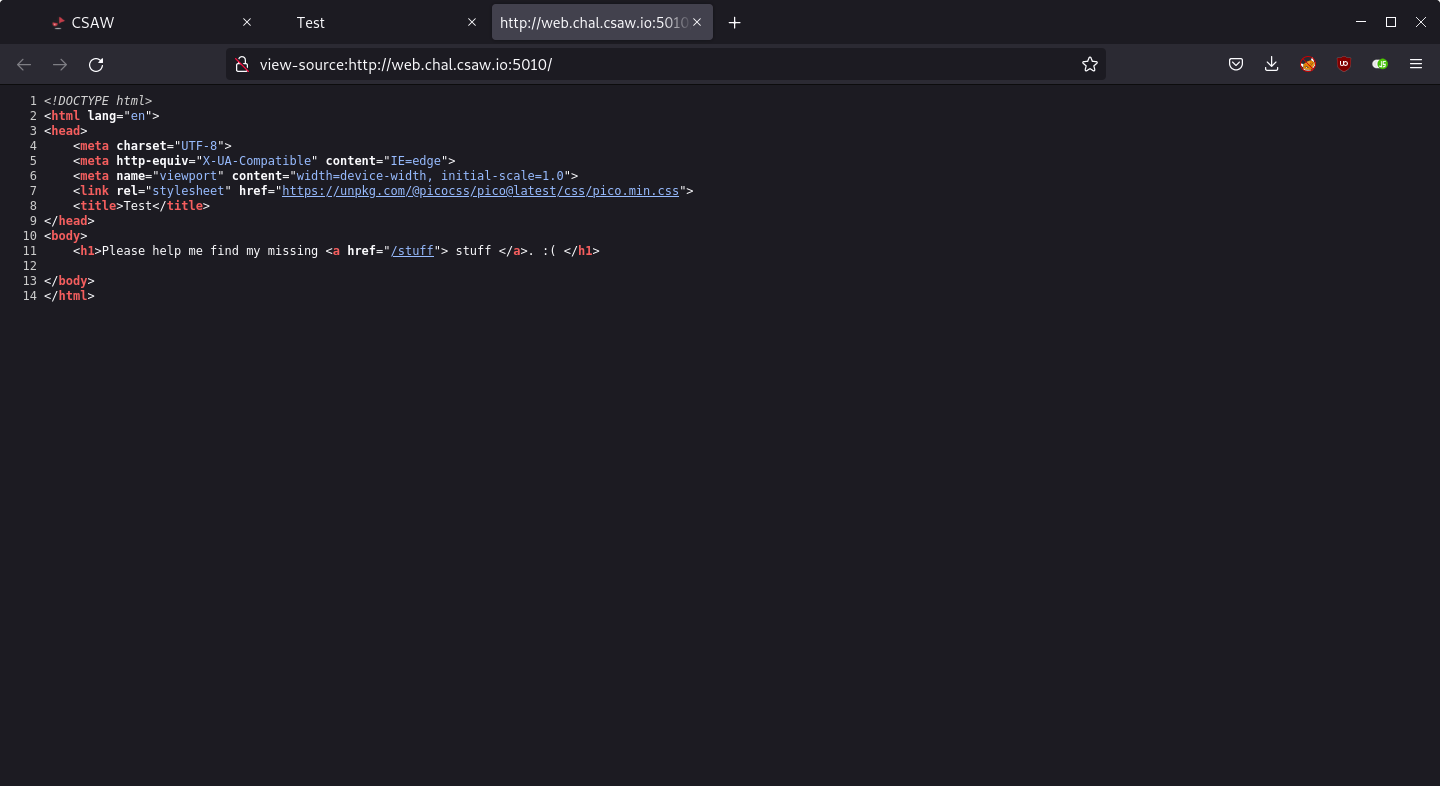 CSAW
Test
http://web.chal.csaw.io:5010
view-source:http://web.chal.csaw.io:5010/
1 <!DOCTYPE html>
2 <html lang="en">
3 <head>
4     <meta charset="UTF-8">
5     <meta http-equiv="X-UA-Compatible" content="IE=edge">
6     <meta name="viewport" content="width=device-width, initial-scale=1.0">
7     <link rel="stylesheet" href="https://unpkg.com/@picocss/pico@latest/css/pico.min.css">
8     <title>Test</title>
9 </head>
10 <body>
11     <h1>Please help me find my missing <a href="/stuff"> stuff </a>. :( </h1>
12
13 </body>
14 </html>